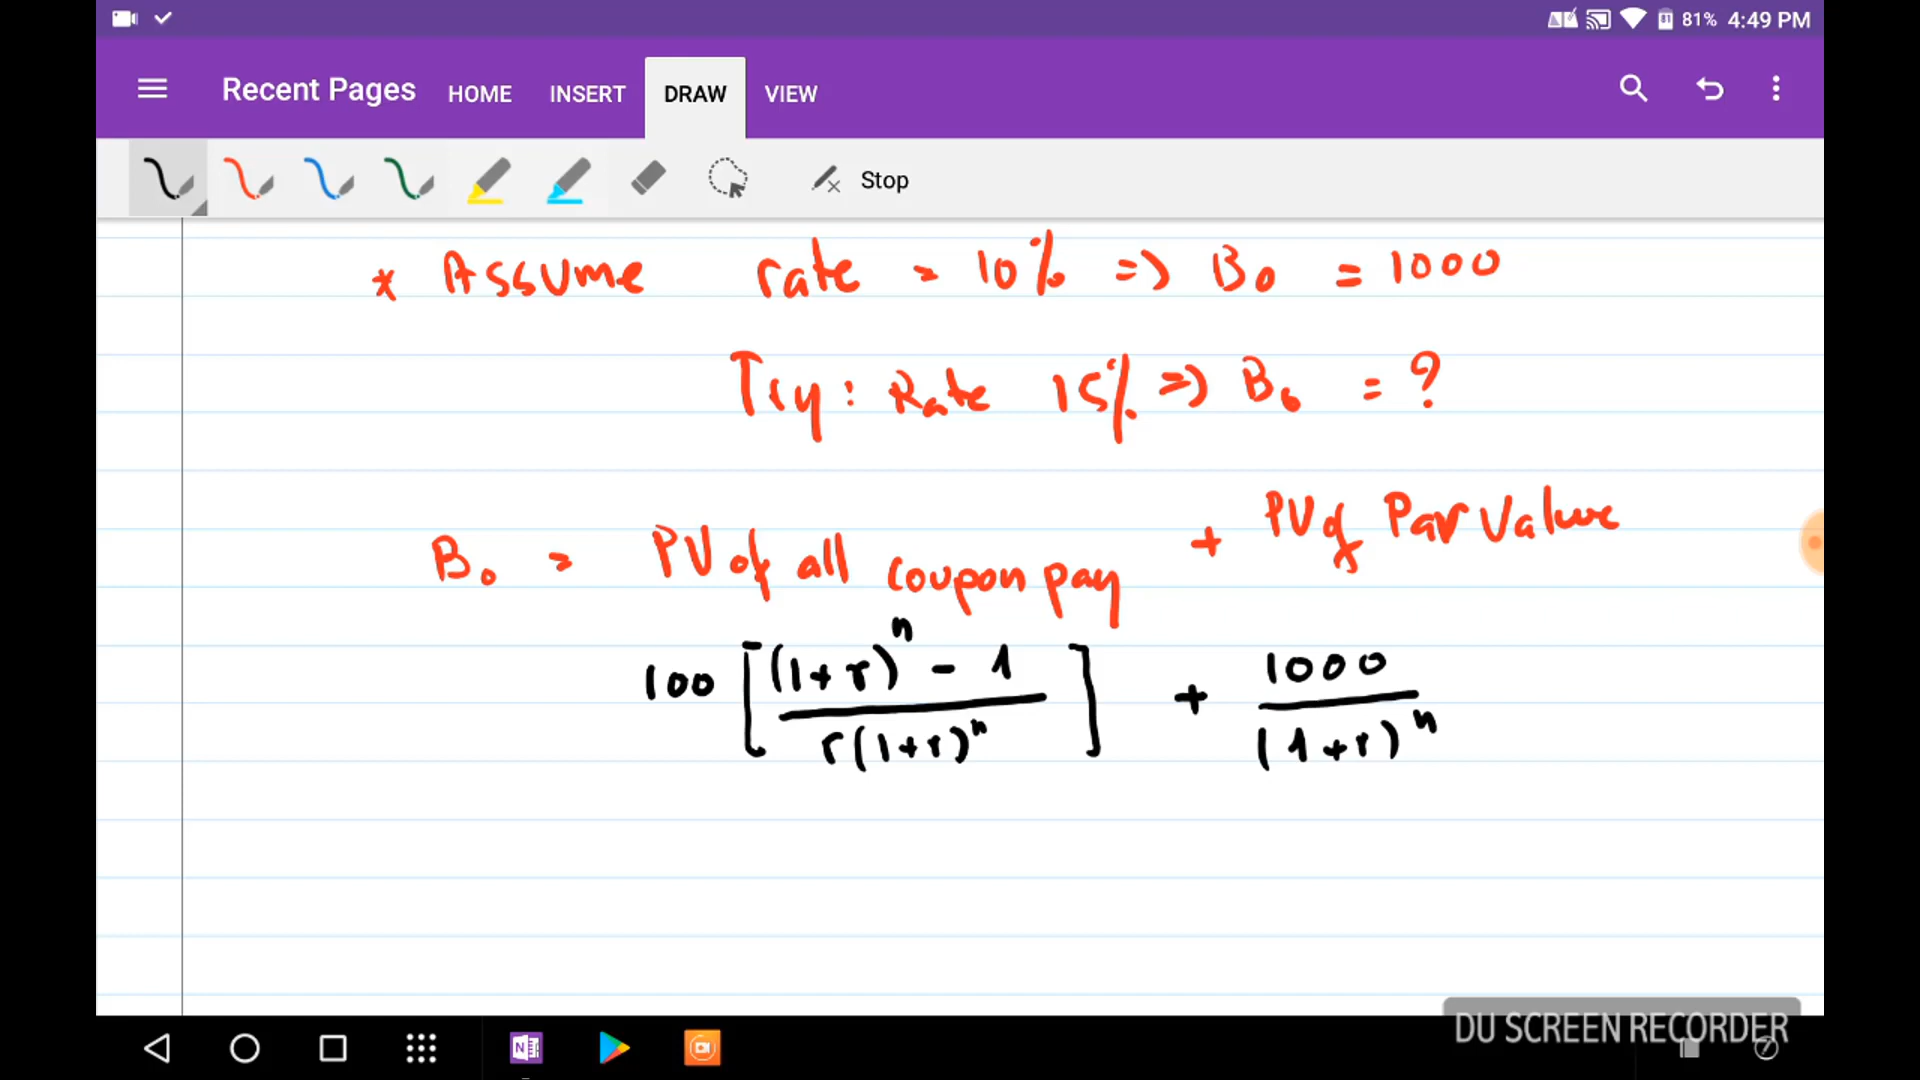 81% 4:49 PM
Recent Pages HOME INSERT DRAW VIEW
Stop
* Assume rate = 10% => B₀ = 1000
Try: Rate 15% => B₀ = ?
B₀ = PV of all coupon pay + PV of Par Value
100 [ (1+r)ⁿ - 1 / r(1+r)ⁿ ] + 1000 / (1+r)ⁿ
DU SCREEN RECORDER